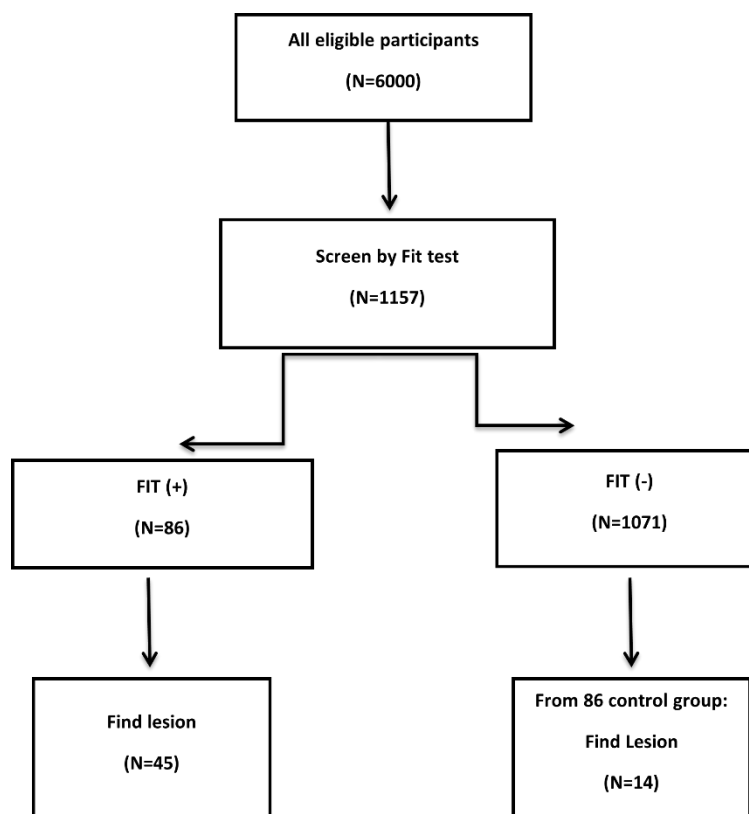 All eligible participants
(N=6000)
Screen by Fit test
(N=1157)
FIT (+)
(N=86)
FIT (-)
(N=1071)
Find lesion
(N=45)
From 86 control group:
Find Lesion
(N=14)